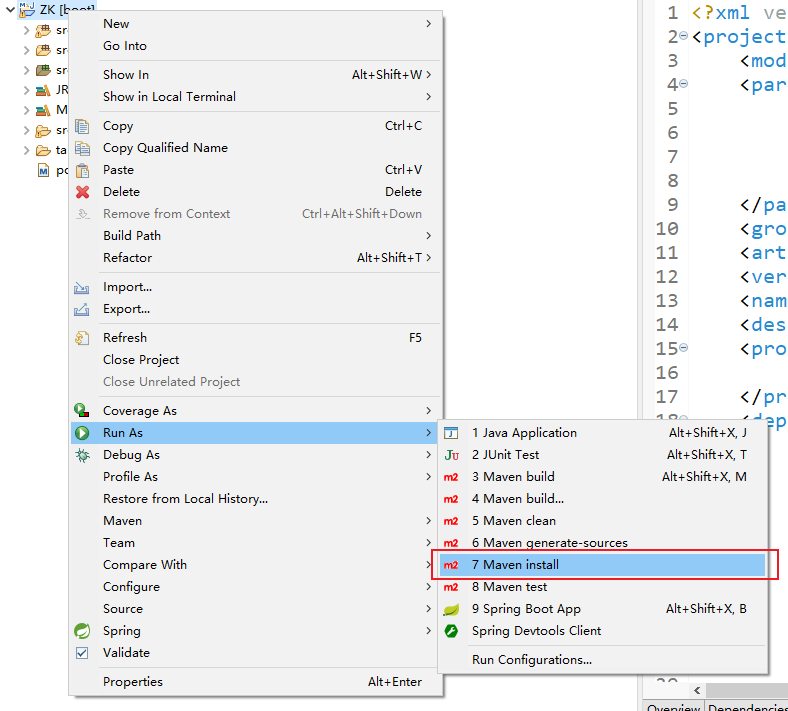 ZK [boot]
New
Go Into
Show In Alt+Shift+W
Show in Local Terminal
Copy Ctrl+C
Copy Qualified Name
Paste Ctrl+V
Delete Delete
Remove from Context Ctrl+Alt+Shift+Down
Build Path
Refactor Alt+Shift+T
Import...
Export...
Refresh F5
Close Project
Close Unrelated Project
Coverage As
Run As
Debug As
Profile As
Restore from Local History...
Maven
Team
Compare With
Configure
Source
Spring
Validate
Properties Alt+Enter
1 Java Application Alt+Shift+X, J
2 JUnit Test Alt+Shift+X, T
m2 3 Maven build Alt+Shift+X, M
m2 4 Maven build...
m2 5 Maven clean
m2 6 Maven generate-sources
m2 7 Maven install
m2 8 Maven test
9 Spring Boot App Alt+Shift+X, B
Spring Devtools Client
Run Configurations...
1 <?xml ve
2 <project
3 <mod
4 <par
5
6
7
8
9 </pa
10 <gro
11 <art
12 <ver
13 <nam
14 <des
15 <pro
16
17 </pr
18 <dep
Overview Dependencies